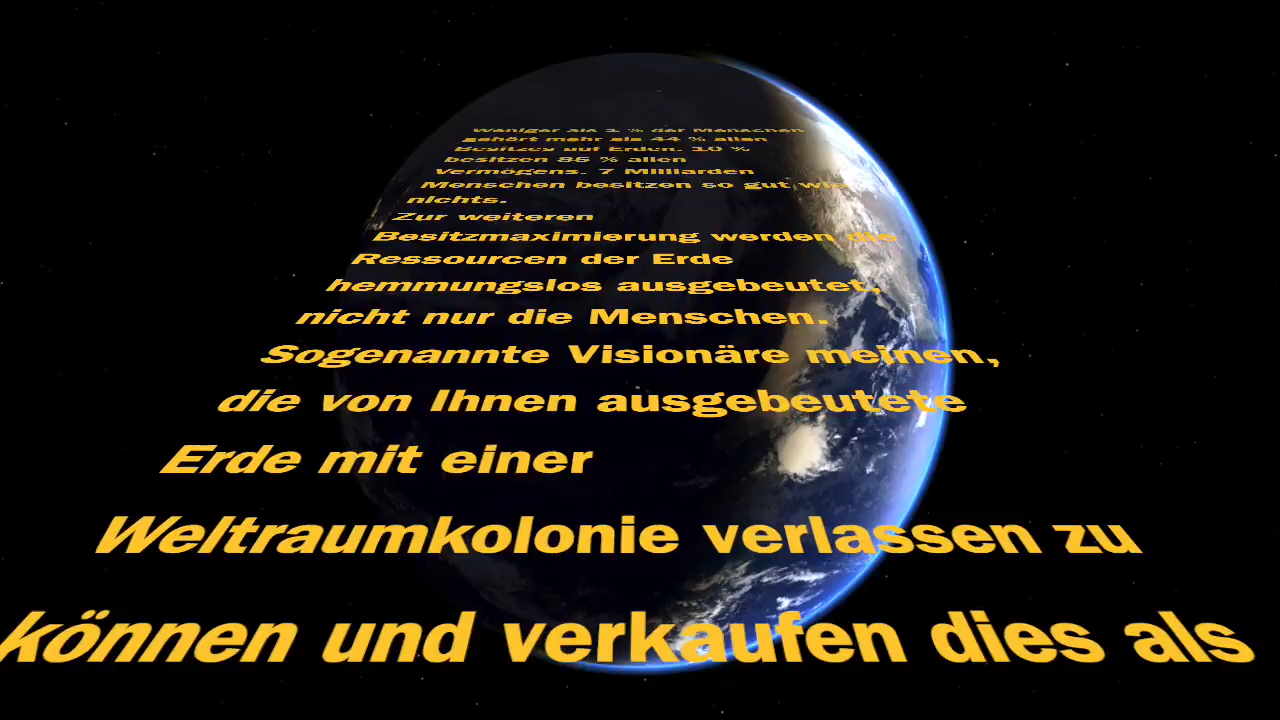 Weniger als 1 % der Menschen
gehört mehr als 44 % allen
Besitzes auf Erden. 10 %
besitzen 85 % allen
Vermögens. 7 Milliarden
Menschen besitzen so gut wie
nichts.
Zur weiteren
Besitzmaximierung werden die
Ressourcen der Erde
hemmungslos ausgebeutet,
nicht nur die Menschen.
Sogenannte Visionäre meinen,
die von Ihnen ausgebeutete
Erde mit einer
Weltraumkolonie verlassen zu
können und verkaufen dies als